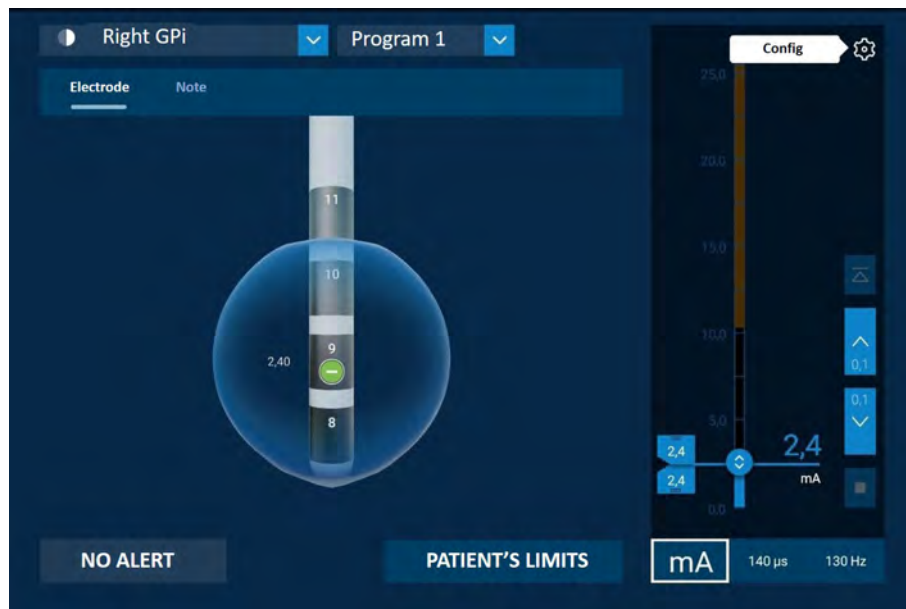 Right GPi
Program 1
Config
Electrode
Note
25,0
20,0
15,0
10,0
5,0
0,0
11
10
9
8
2,40
0,1
0,1
2,4
2,4
2,4
mA
NO ALERT
PATIENT'S LIMITS
mA
140 µs
130 Hz